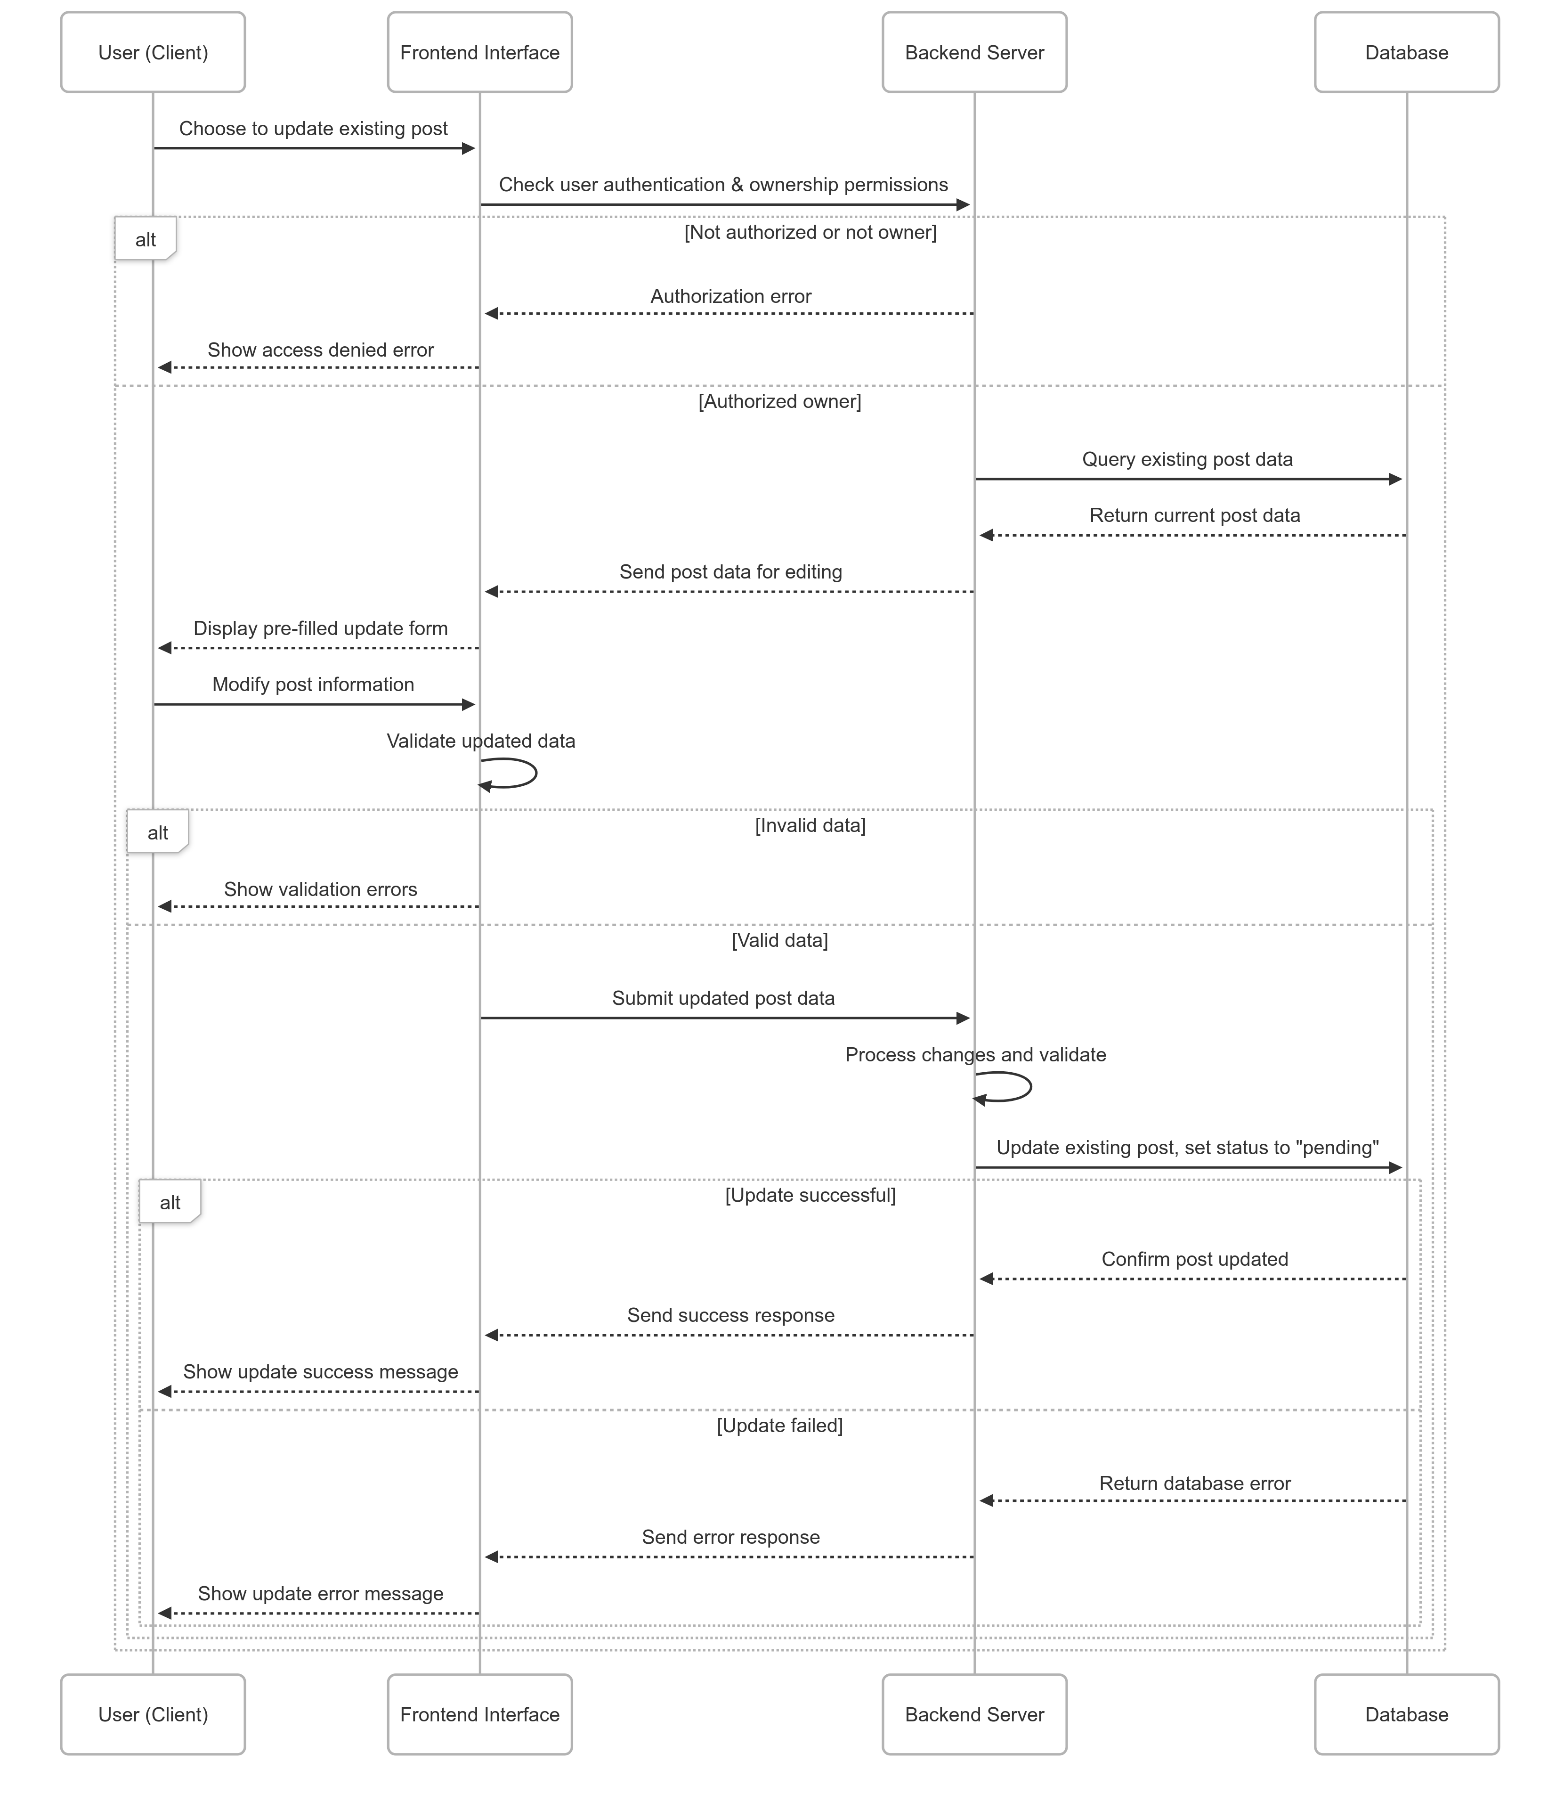 User (Client)
Frontend Interface
Backend Server
Database
Choose to update existing post
Check user authentication & ownership permissions
alt
[Not authorized or not owner]
Authorization error
Show access denied error
[Authorized owner]
Query existing post data
Return current post data
Send post data for editing
Display pre-filled update form
Modify post information
Validate updated data
alt
[Invalid data]
Show validation errors
[Valid data]
Submit updated post data
Process changes and validate
Update existing post, set status to "pending"
alt
[Update successful]
Confirm post updated
Send success response
Show update success message
[Update failed]
Return database error
Send error response
Show update error message
User (Client)
Frontend Interface
Backend Server
Database